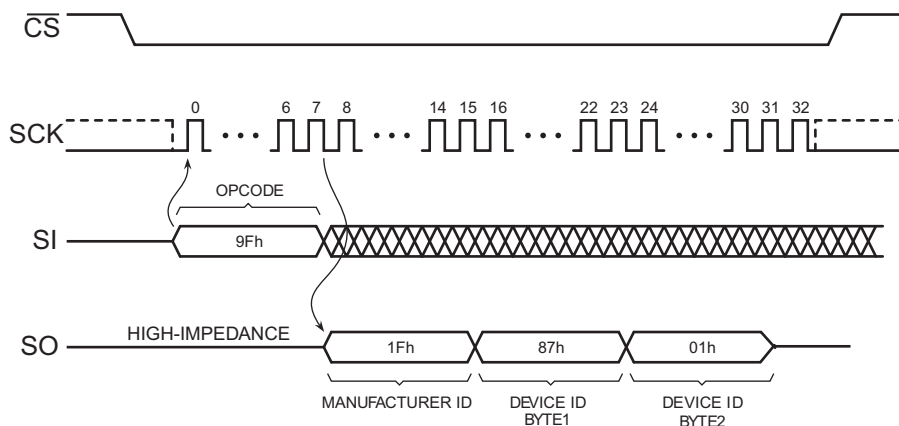 CS
0 6 7 8 14 15 16 22 23 24 30 31 32
SCK
OPCODE
SI
9Fh
HIGH-IMPEDANCE
SO
1Fh 87h 01h
MANUFACTURER ID DEVICE ID DEVICE ID
BYTE1 BYTE2